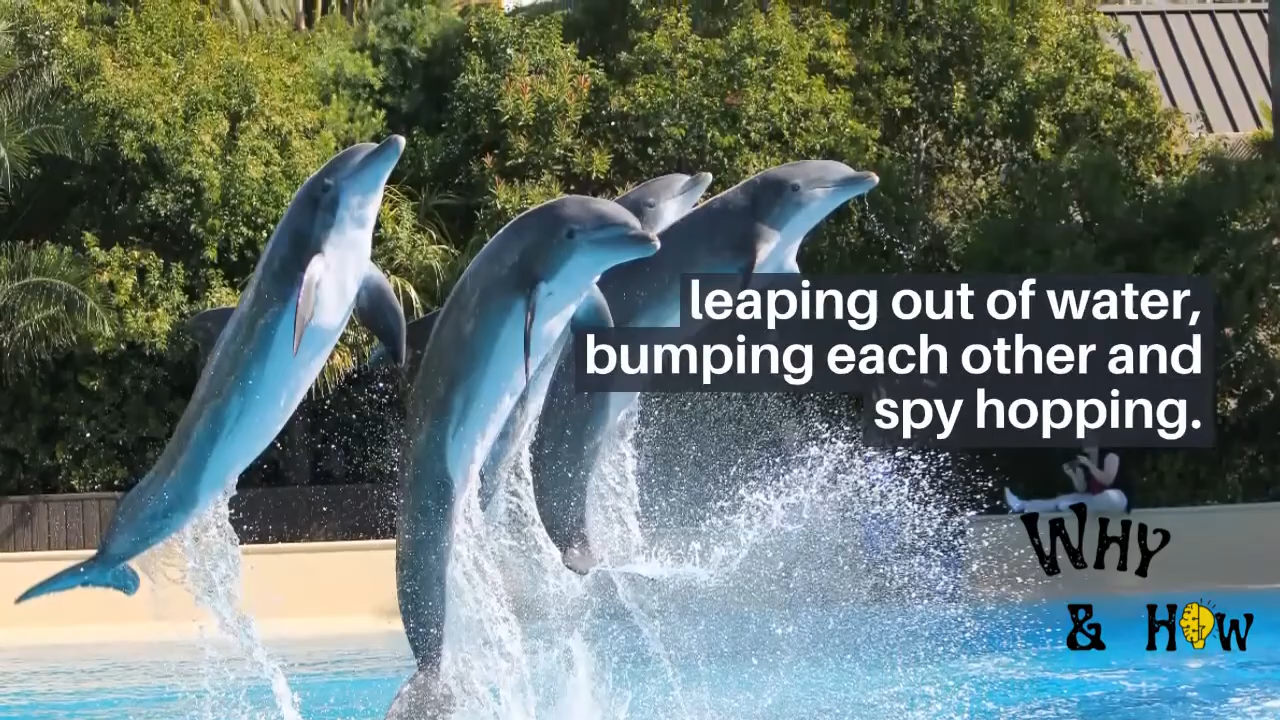 leaping out of water,
bumping each other and
spy hopping.
WHY
& HOW